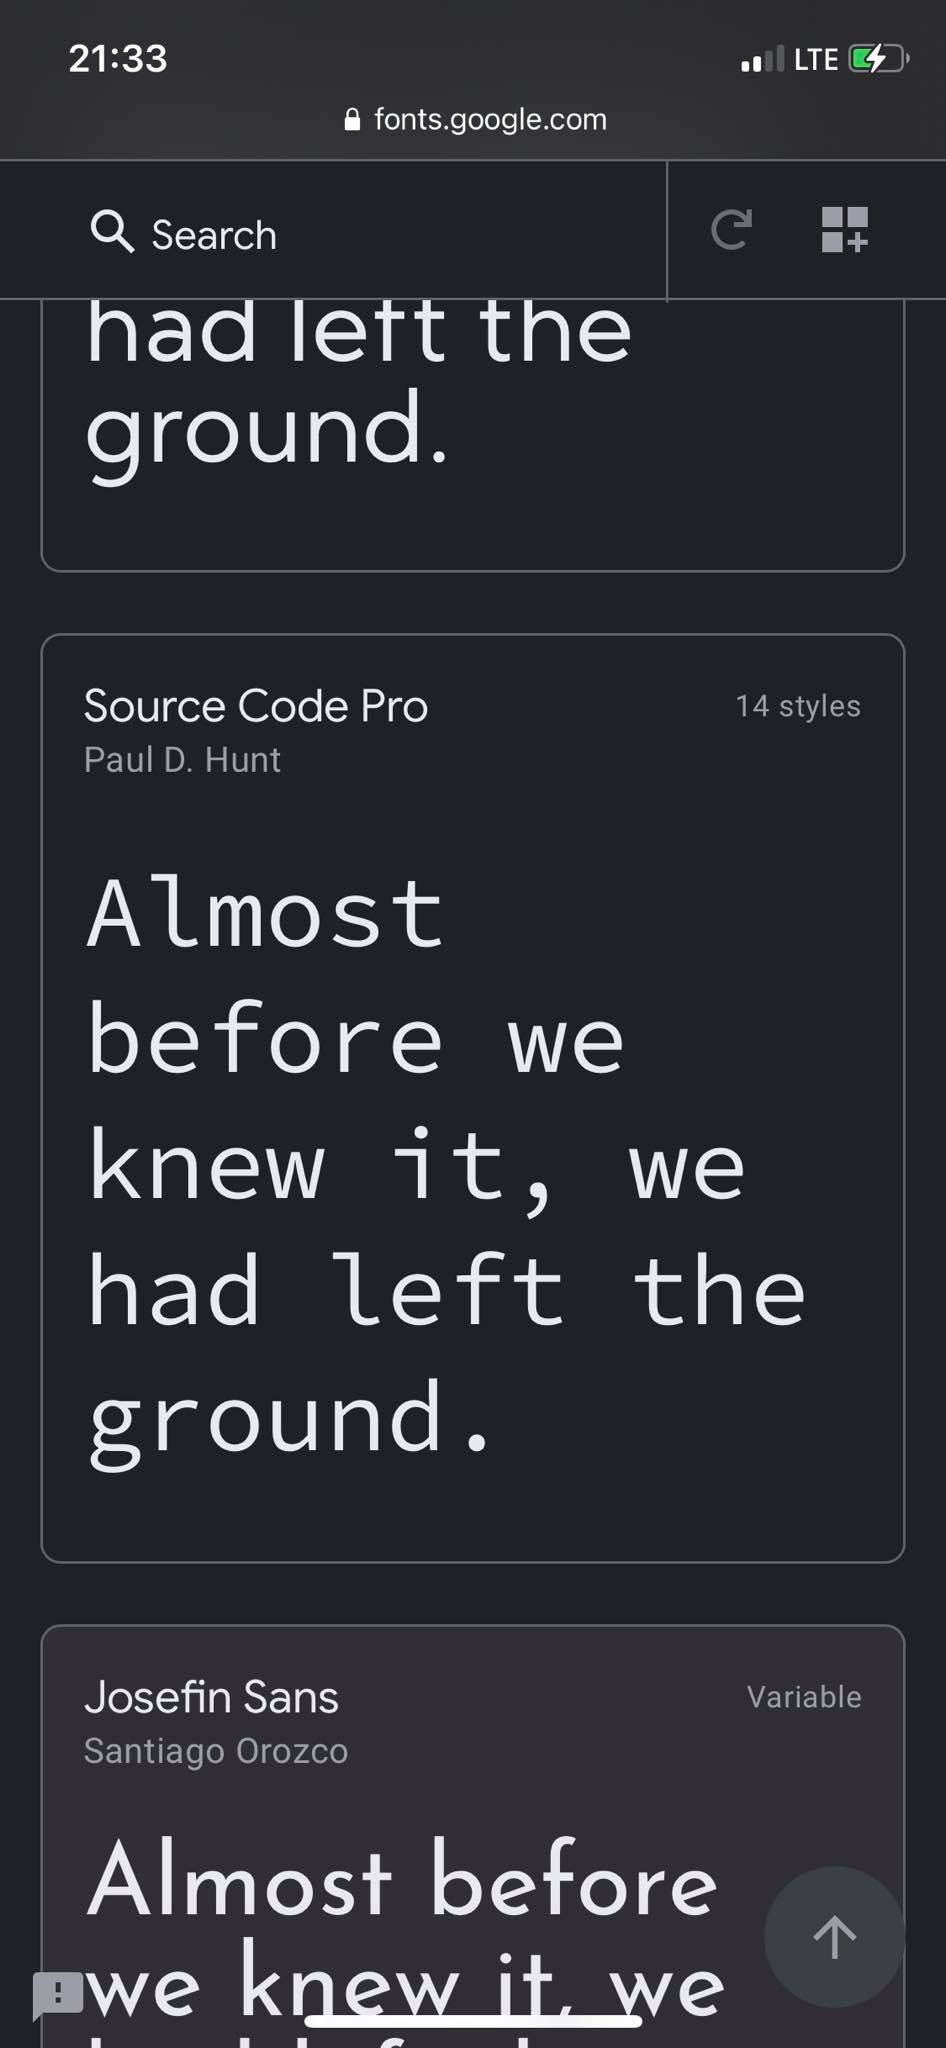 21:33
LTE
fonts.google.com
Search
had left the
ground.
Source Code Pro
14 styles
Paul D. Hunt
Almost
before we
knew it, we
had left the
ground.
Josefin Sans
Variable
Santiago Orozco
Almost before
we knew it, we